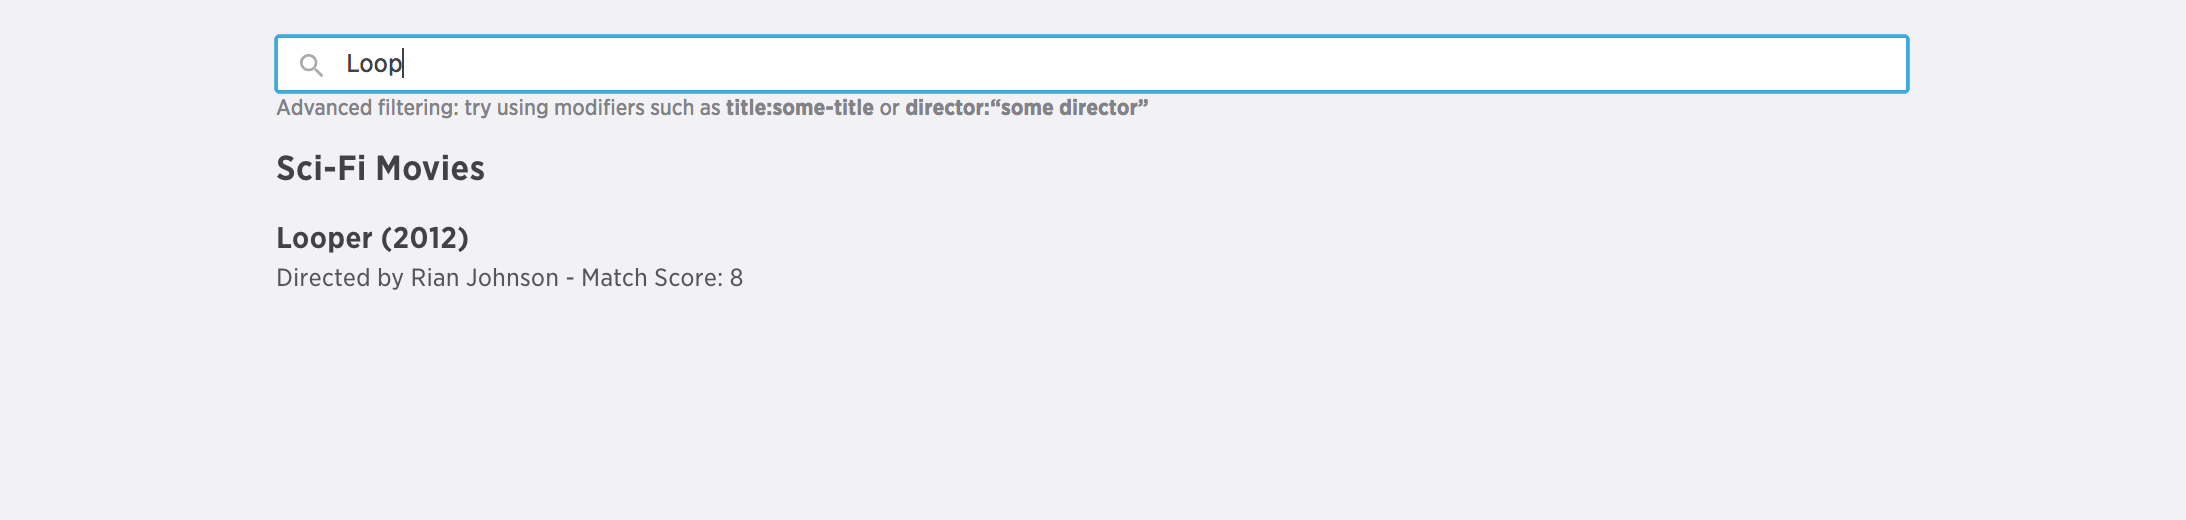 Loop
Advanced filtering: try using modifiers such as title:some-title or director:“some director”
Sci-Fi Movies
Looper (2012)
Directed by Rian Johnson - Match Score: 8